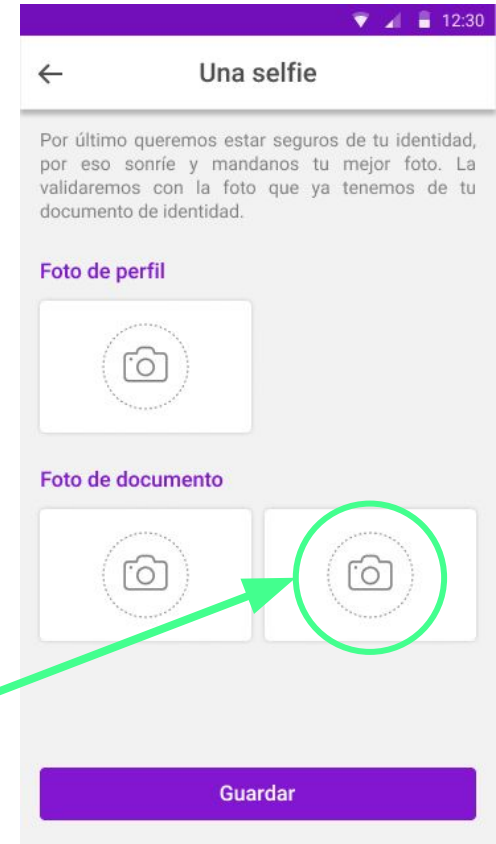 12:30
Una selfie
Por último queremos estar seguros de tu identidad,
por eso sonríe y mandanos tu mejor foto. La
validaremos con la foto que ya tenemos de tu
documento de identidad.
Foto de perfil
Foto de documento
Guardar